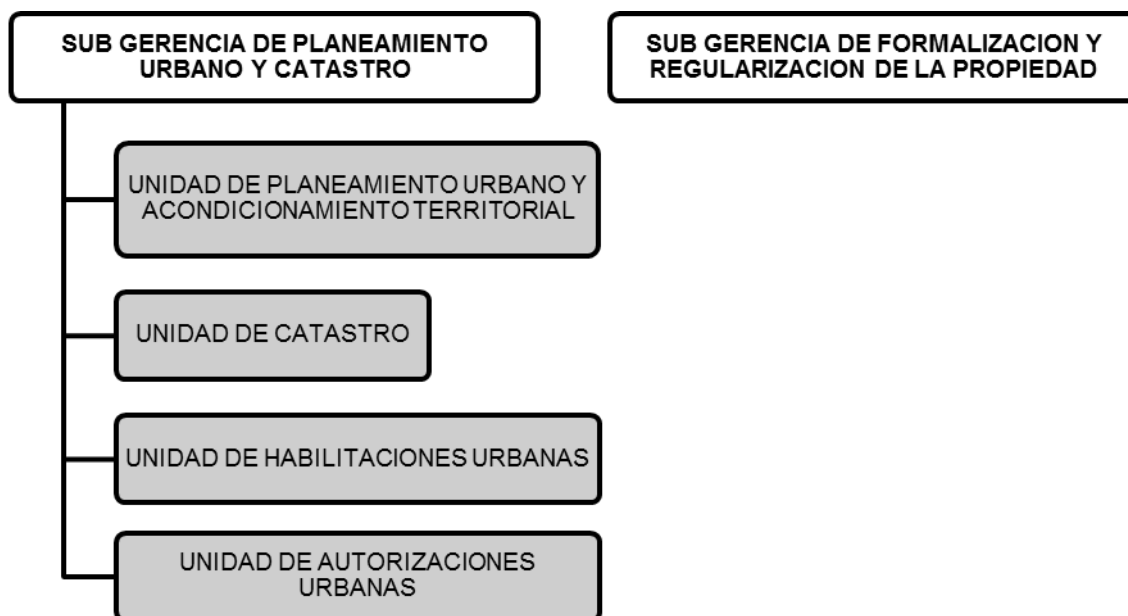 SUB GERENCIA DE PLANEAMIENTO
URBANO Y CATASTRO
SUB GERENCIA DE FORMALIZACION Y
REGULARIZACION DE LA PROPIEDAD
UNIDAD DE PLANEAMIENTO URBANO Y
ACONDICIONAMIENTO TERRITORIAL
UNIDAD DE CATASTRO
UNIDAD DE HABILITACIONES URBANAS
UNIDAD DE AUTORIZACIONES
URBANAS